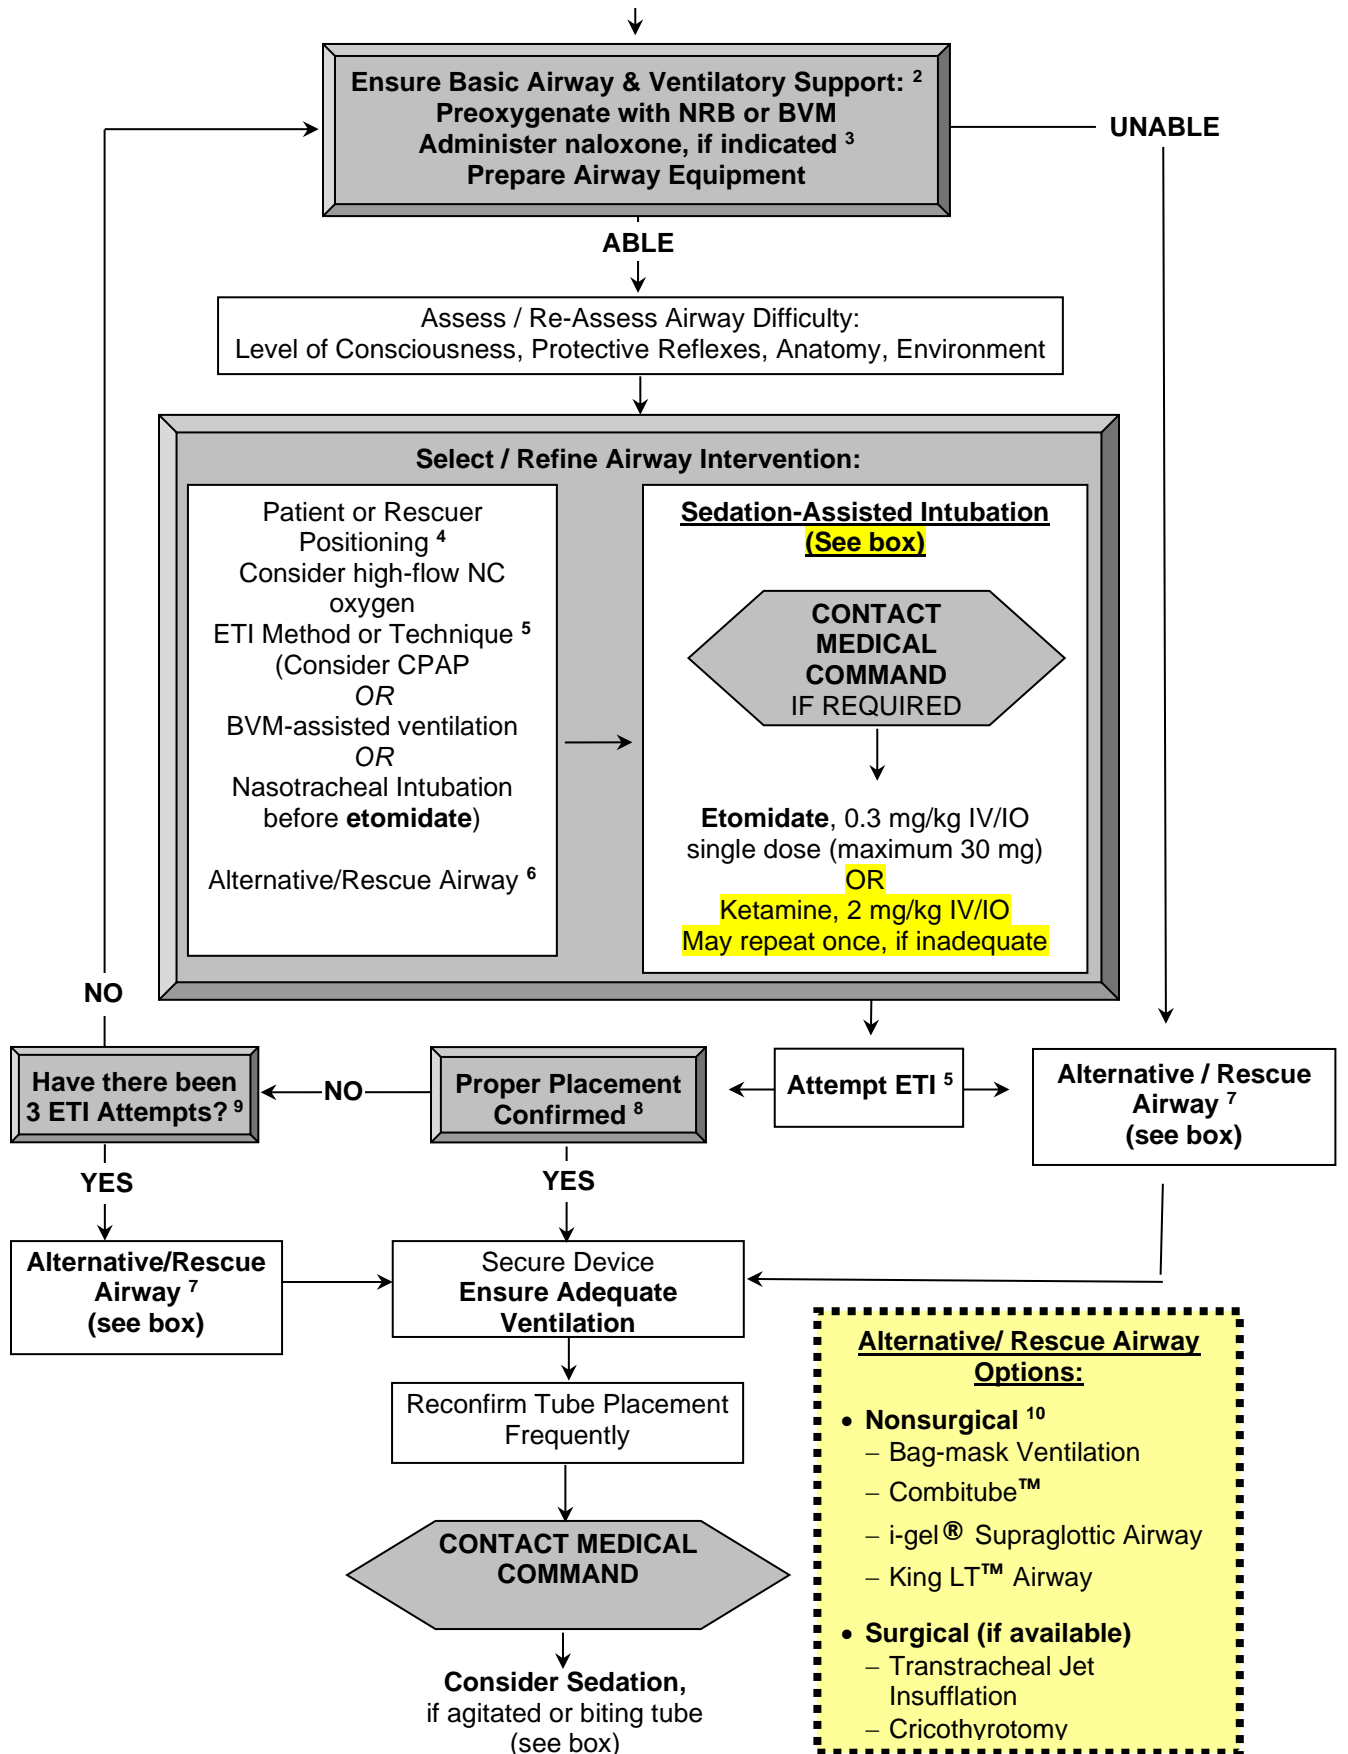 Ensure Basic Airway & Ventilatory Support: 2
Preoxygenate with NRB or BVM
Administer naloxone, if indicated 3
Prepare Airway Equipment
UNABLE
ABLE
Assess / Re-Assess Airway Difficulty:
Level of Consciousness, Protective Reflexes, Anatomy, Environment
Select / Refine Airway Intervention:
Patient or Rescuer
Positioning 4
Consider high-flow NC
oxygen
ETI Method or Technique 5
(Consider CPAP
OR
BVM-assisted ventilation
OR
Nasotracheal Intubation
before etomidate)
Alternative/Rescue Airway 6
Sedation-Assisted Intubation
(See box)
CONTACT
MEDICAL
COMMAND
IF REQUIRED
Etomidate, 0.3 mg/kg IV/IO
single dose (maximum 30 mg)
OR
Ketamine, 2 mg/kg IV/IO
May repeat once, if inadequate
NO
Have there been
3 ETI Attempts? 9
NO
Proper Placement
Confirmed 8
Attempt ETI 5
Alternative / Rescue
Airway 7
(see box)
YES
YES
Alternative/Rescue
Airway 7
(see box)
Secure Device
Ensure Adequate
Ventilation
Reconfirm Tube Placement
Frequently
CONTACT MEDICAL
COMMAND
Consider Sedation,
if agitated or biting tube
(see box)
Alternative/ Rescue Airway
Options:
• Nonsurgical 10
– Bag-mask Ventilation
– Combitube™
– i-gel® Supraglottic Airway
– King LT™ Airway
• Surgical (if available)
– Transtracheal Jet
Insufflation
– Cricothyrotomy